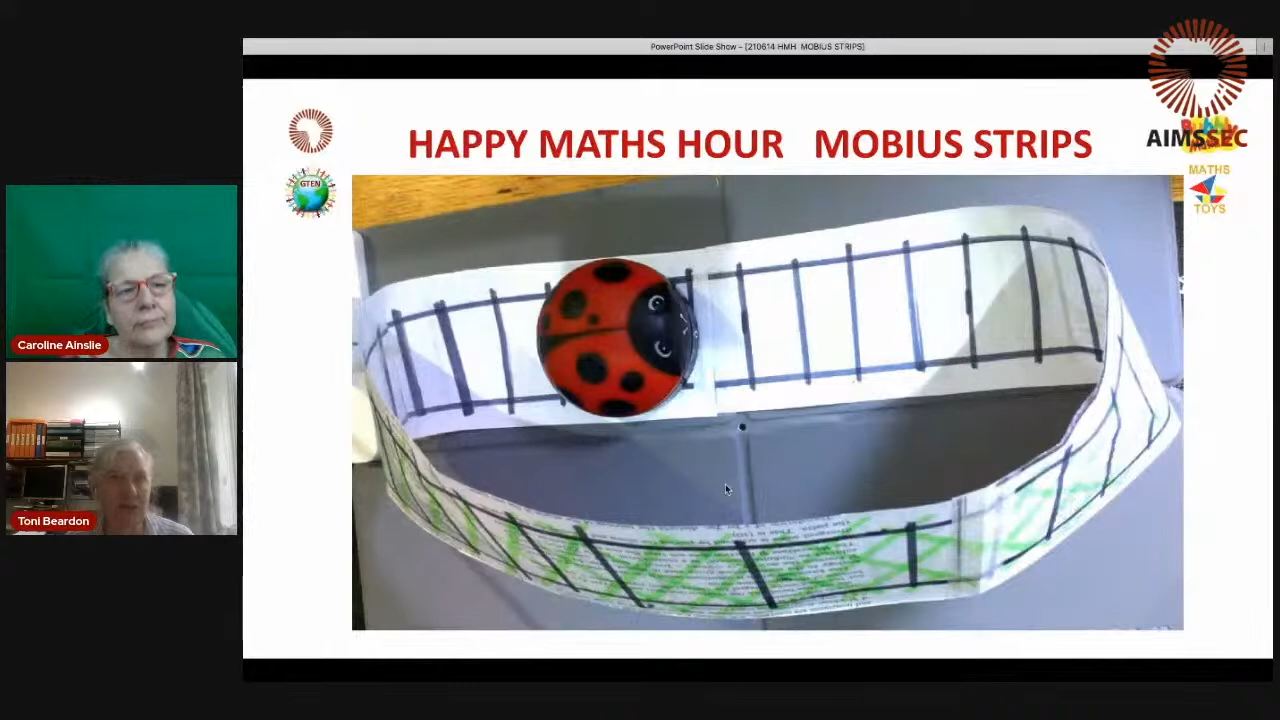 PowerPoint Slide Show - [210614 HMH MOBIUS STRIPS]
HAPPY MATHS HOUR MOBIUS STRIPS
GTEN
AIMSSEC
MATHS
TOYS
Caroline Ainslie
Toni Beardon